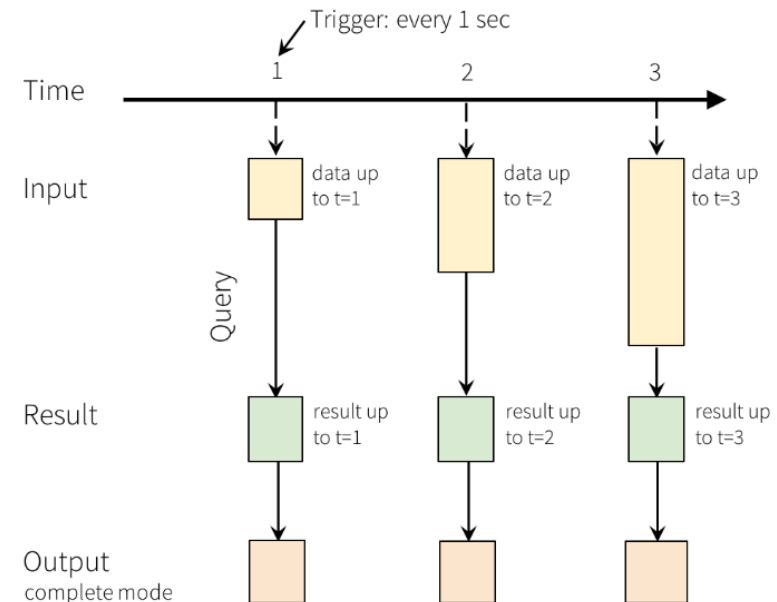 Trigger: every 1 sec
1 2 3
Time
Input
data up
to t=1
data up
to t=2
data up
to t=3
Query
Result
result up
to t=1
result up
to t=2
result up
to t=3
Output
complete mode